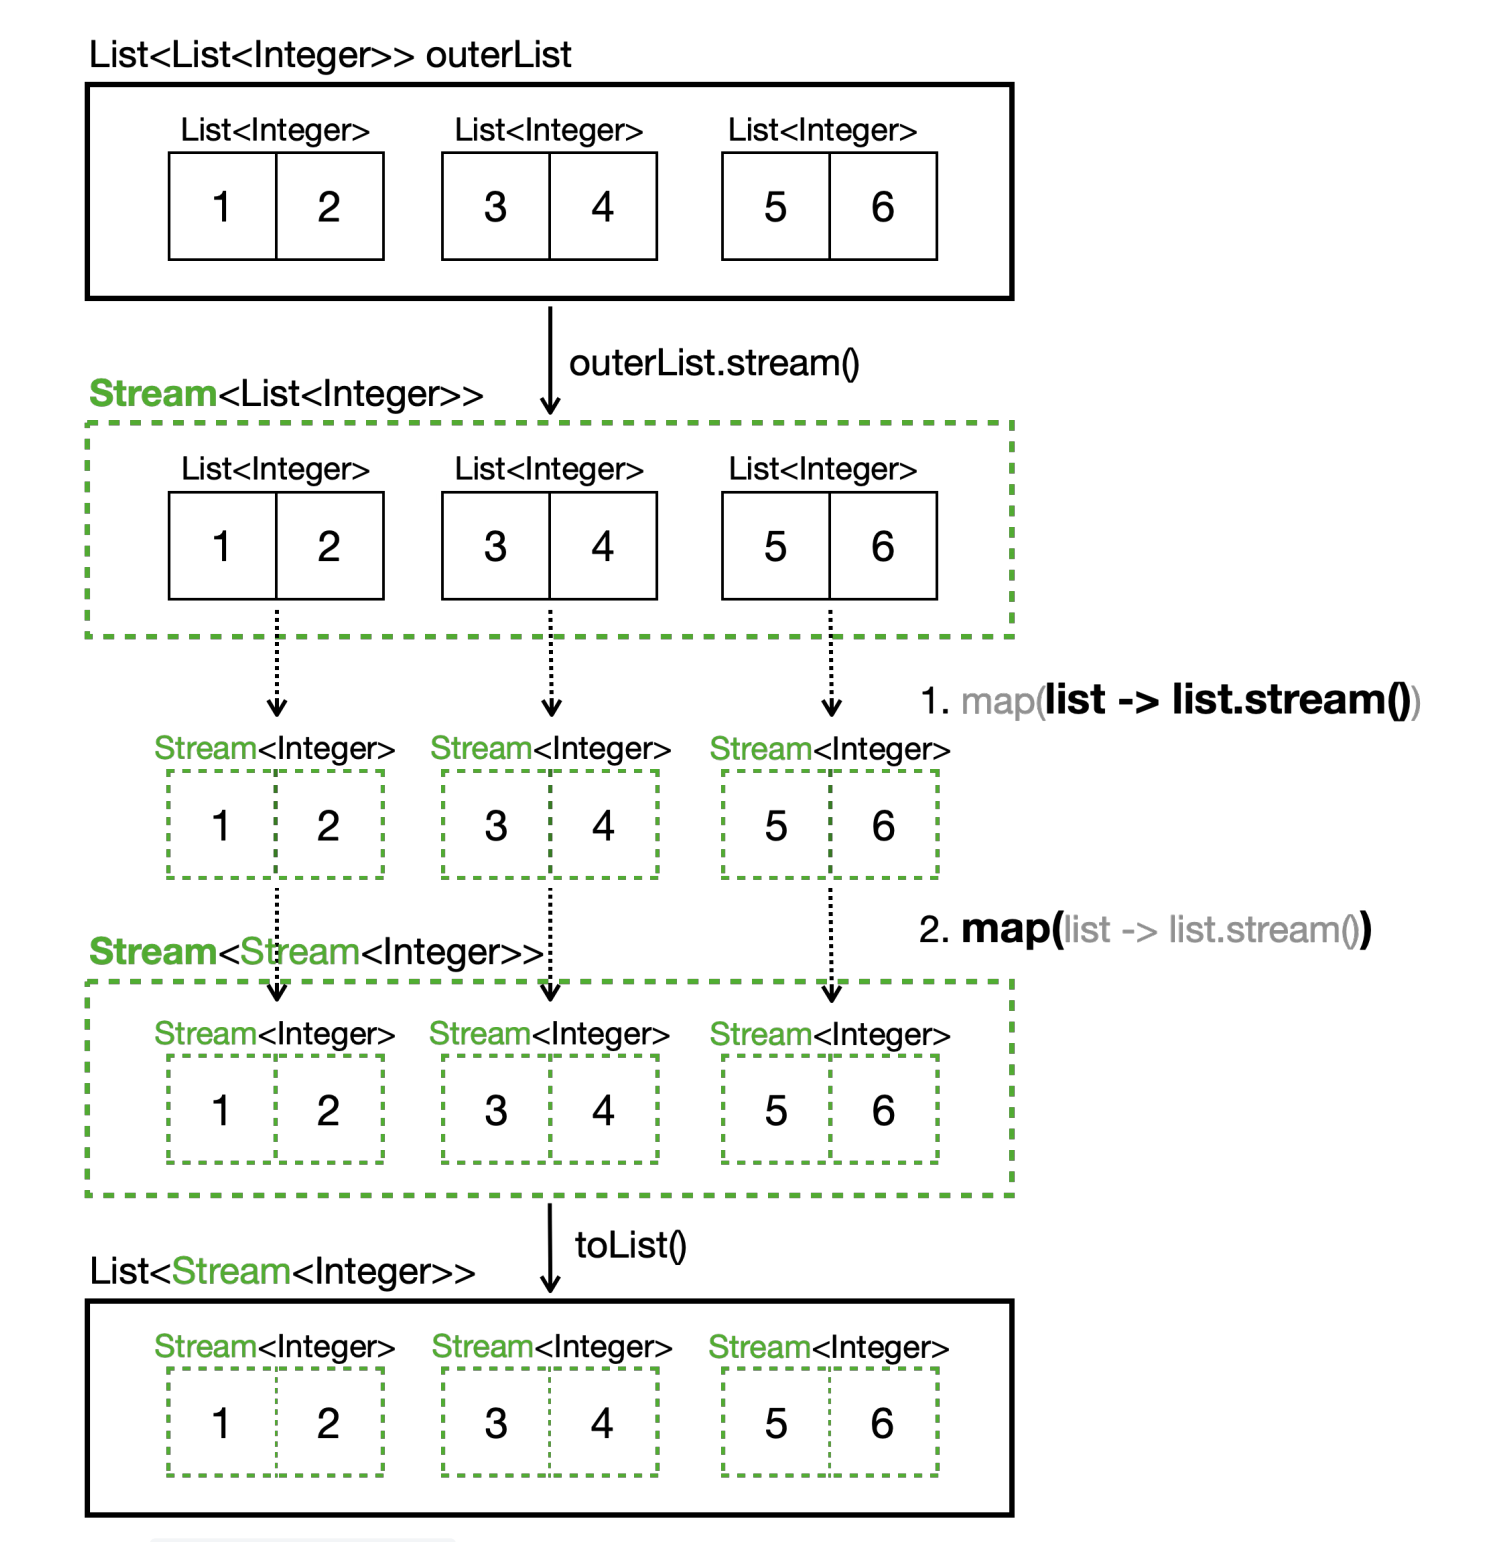 List<List<Integer>> outerList
List<Integer> List<Integer> List<Integer>
1 2 3 4 5 6
outerList.stream()
Stream<List<Integer>>
List<Integer> List<Integer> List<Integer>
1 2 3 4 5 6
1. map(list -> list.stream())
Stream<Integer> Stream<Integer> Stream<Integer>
1 2 3 4 5 6
2. map(list -> list.stream())
Stream<Stream<Integer>>
Stream<Integer> Stream<Integer> Stream<Integer>
1 2 3 4 5 6
toList()
List<Stream<Integer>>
Stream<Integer> Stream<Integer> Stream<Integer>
1 2 3 4 5 6